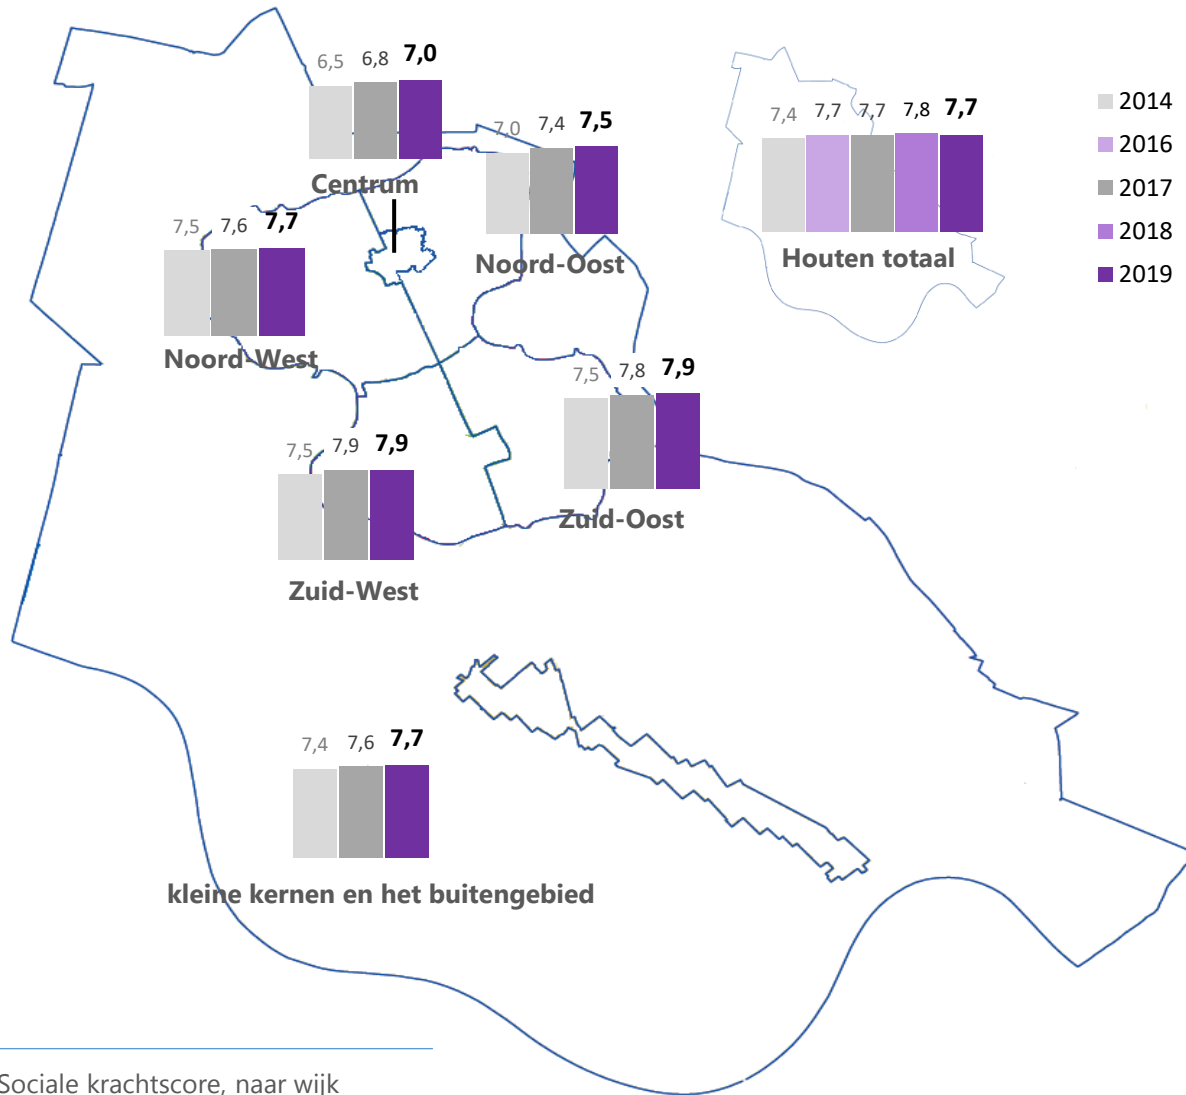 6,5 6,8 7,0
Centrum
7,0 7,4 7,5
Noord-Oost
7,4 7,7 7,7 7,8 7,7
Houten totaal
2014
2016
2017
2018
2019
7,5 7,6 7,7
Noord-West
7,5 7,8 7,9
Zuid-Oost
7,5 7,9 7,9
Zuid-West
7,4 7,6 7,7
kleine kernen en het buitengebied
Sociale krachtscore, naar wijk